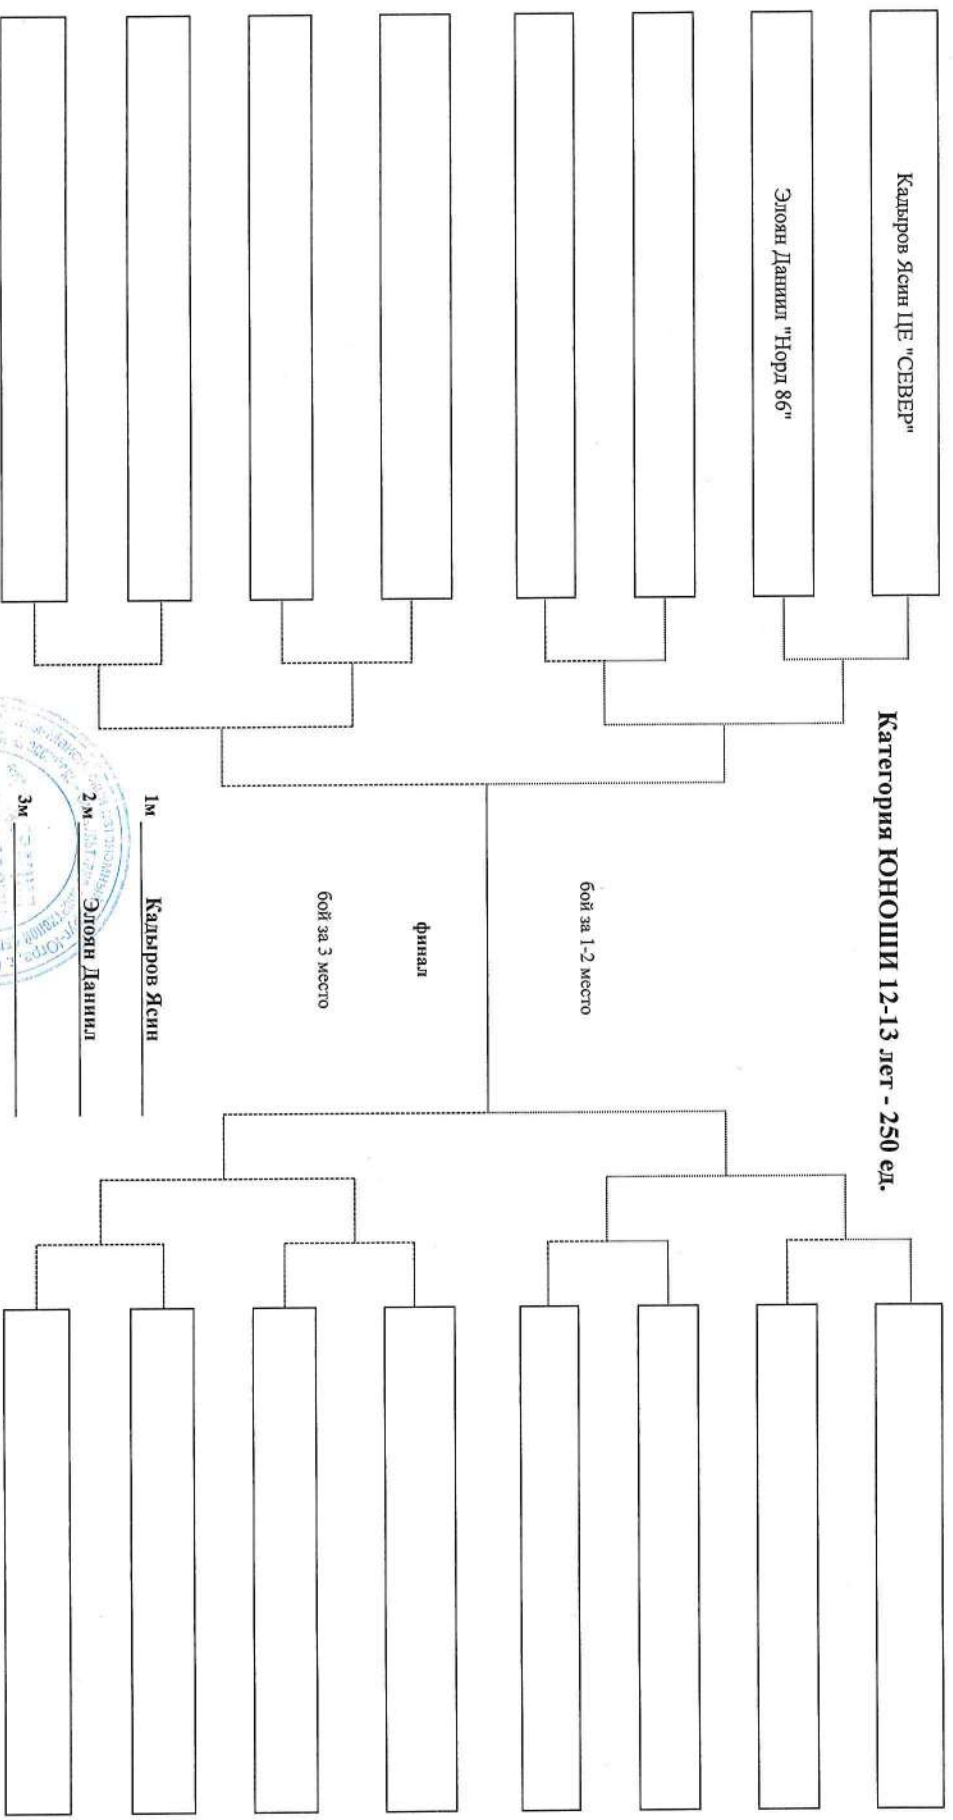 Категория ЮНОШИ 12-13 лет - 250 ед.
Кадыров Ясин ЦЕ "СЕВЕР"
Элоян Даниил "Норд 86"
бой за 1-2 место
финал
бой за 3 место
1м Кадыров Ясин
2 м Элоян Даниил
3м